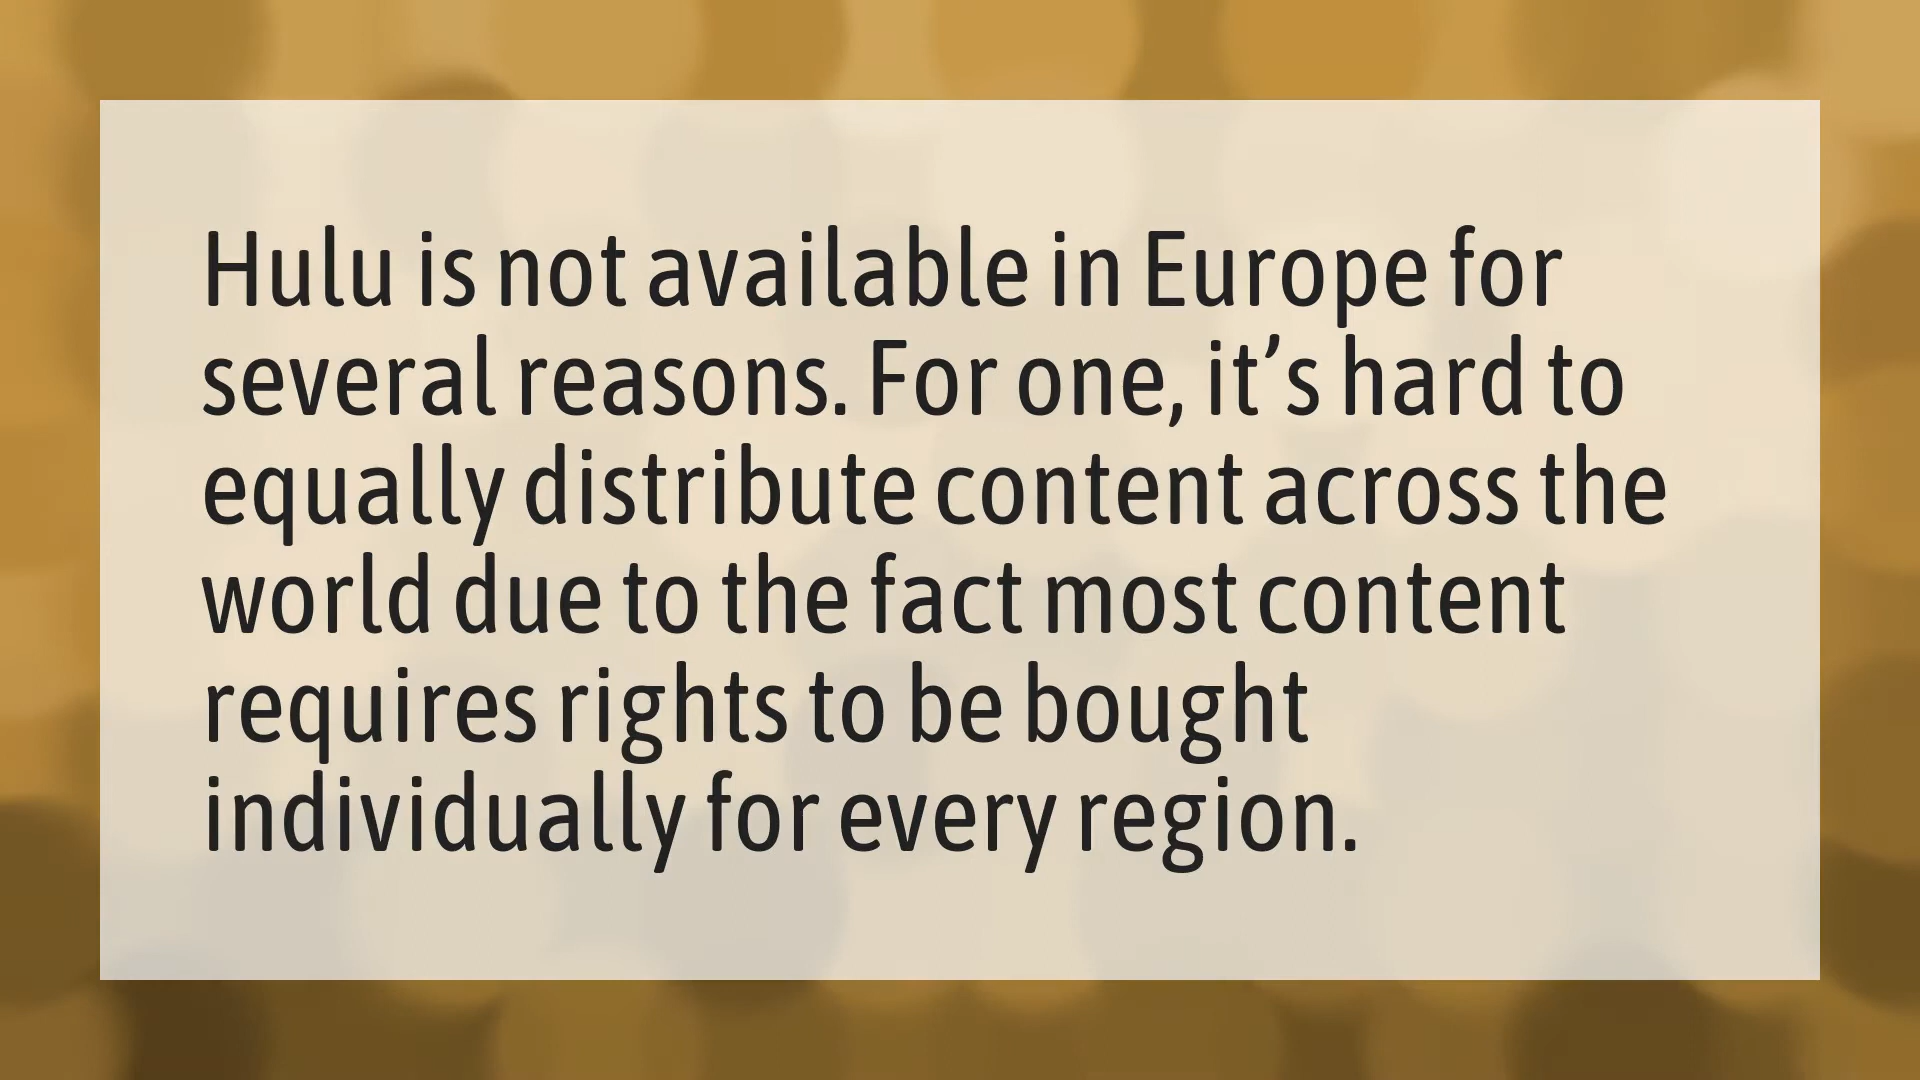 Hulu is not available in Europe for
several reasons. For one, it’s hard to
equally distribute content across the
world due to the fact most content
requires rights to be bought
individually for every region.